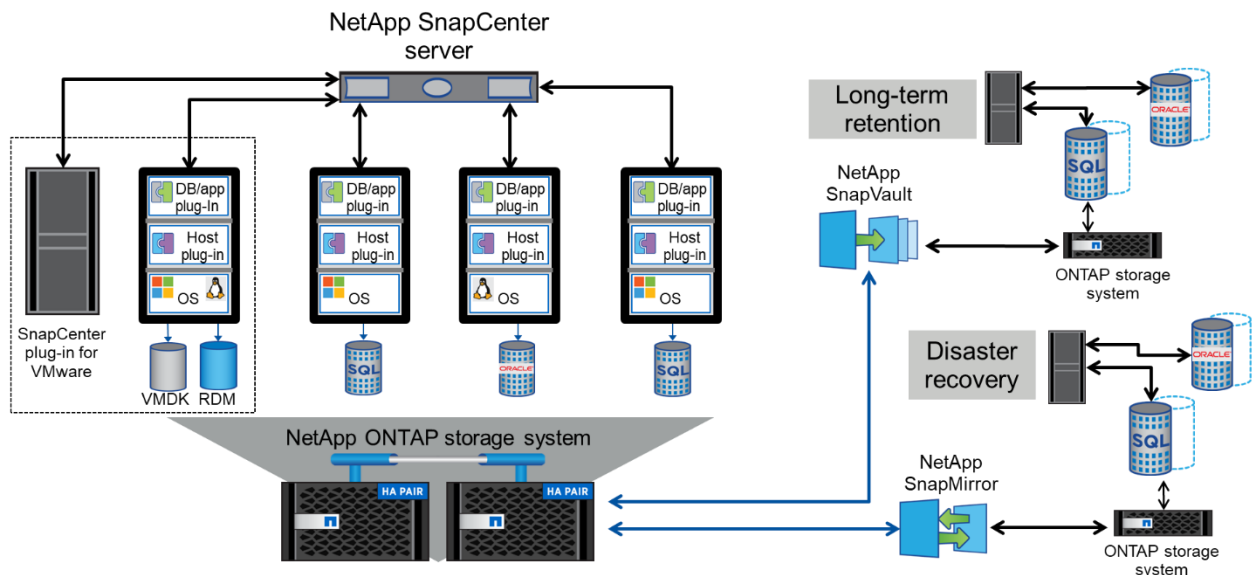 NetApp SnapCenter
server
DB/app
plug-In
Host
plug-in
OS
DB/app
plug-in
Host
plug-in
OS
DB/app
plug-in
Host
plug-in
OS
DB/app
plug-in
Host
plug-in
OS
SnapCenter
plug-in for
VMware
VMDK
RDM
SQL
ORACLE
SQL
NetApp ONTAP storage system
HA PAIR
HA PAIR
Long-term
retention
ORACLE
SQL
NetApp
SnapVault
ONTAP storage
system
Disaster
recovery
ORACLE
SQL
NetApp
SnapMirror
ONTAP storage
system